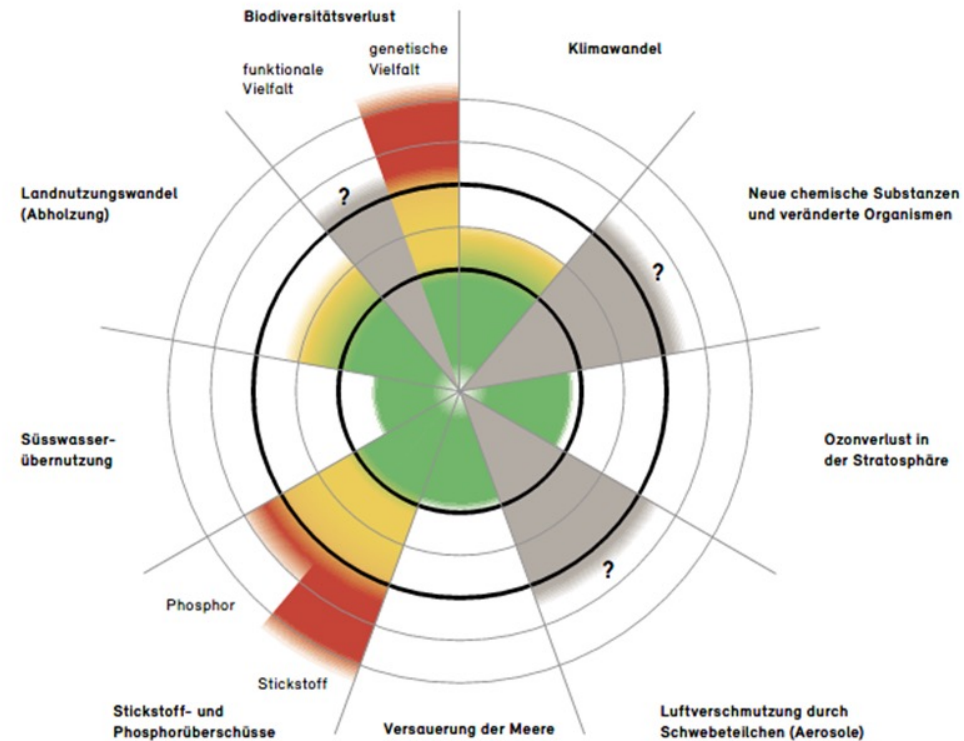 Biodiversitätsverlust
genetische
Vielfalt
funktionale
Vielfalt
Klimawandel
?
Landnutzungswandel
(Abholzung)
Neue chemische Substanzen
und veränderte Organismen
?
Süsswasser-
übernutzung
Ozonverlust in
der Stratosphäre
?
Phosphor
Stickstoff
Stickstoff- und
Phosphorüberschüsse
Versauerung der Meere
Luftverschmutzung durch
Schwebeteilchen (Aerosole)